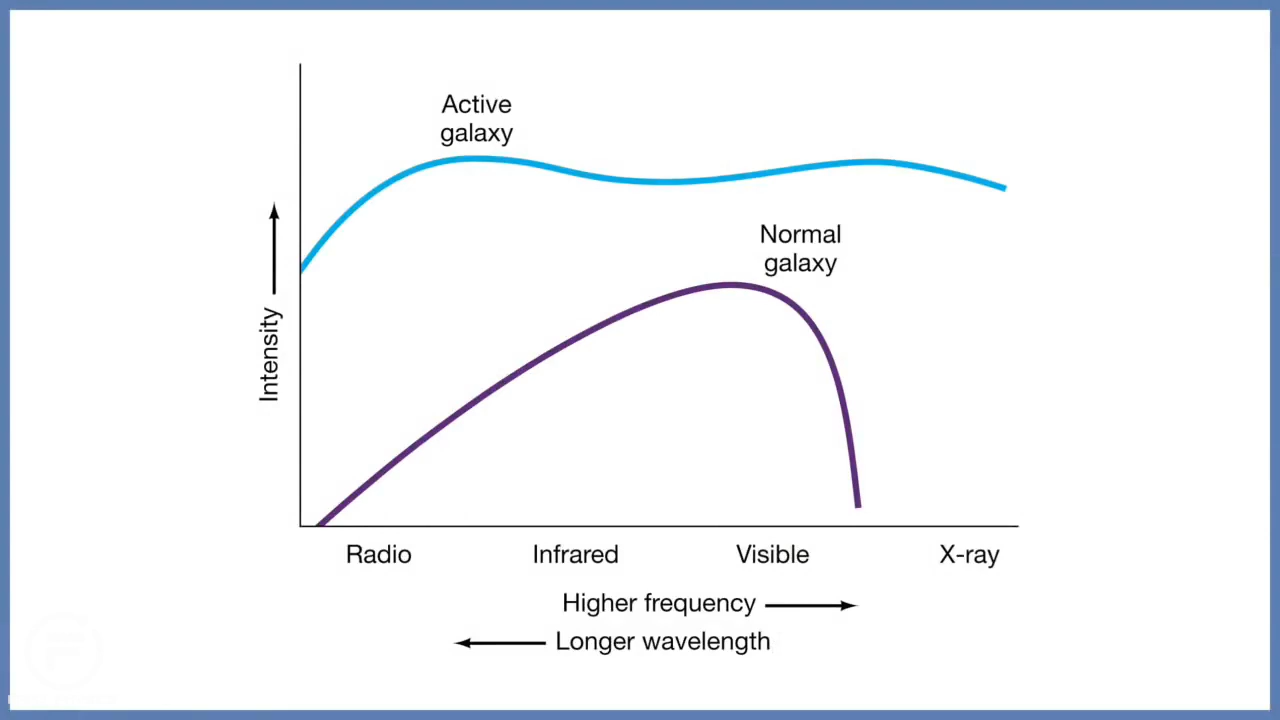 Active
galaxy
Normal
galaxy
Intensity
Radio Infrared Visible X-ray
Higher frequency
Longer wavelength